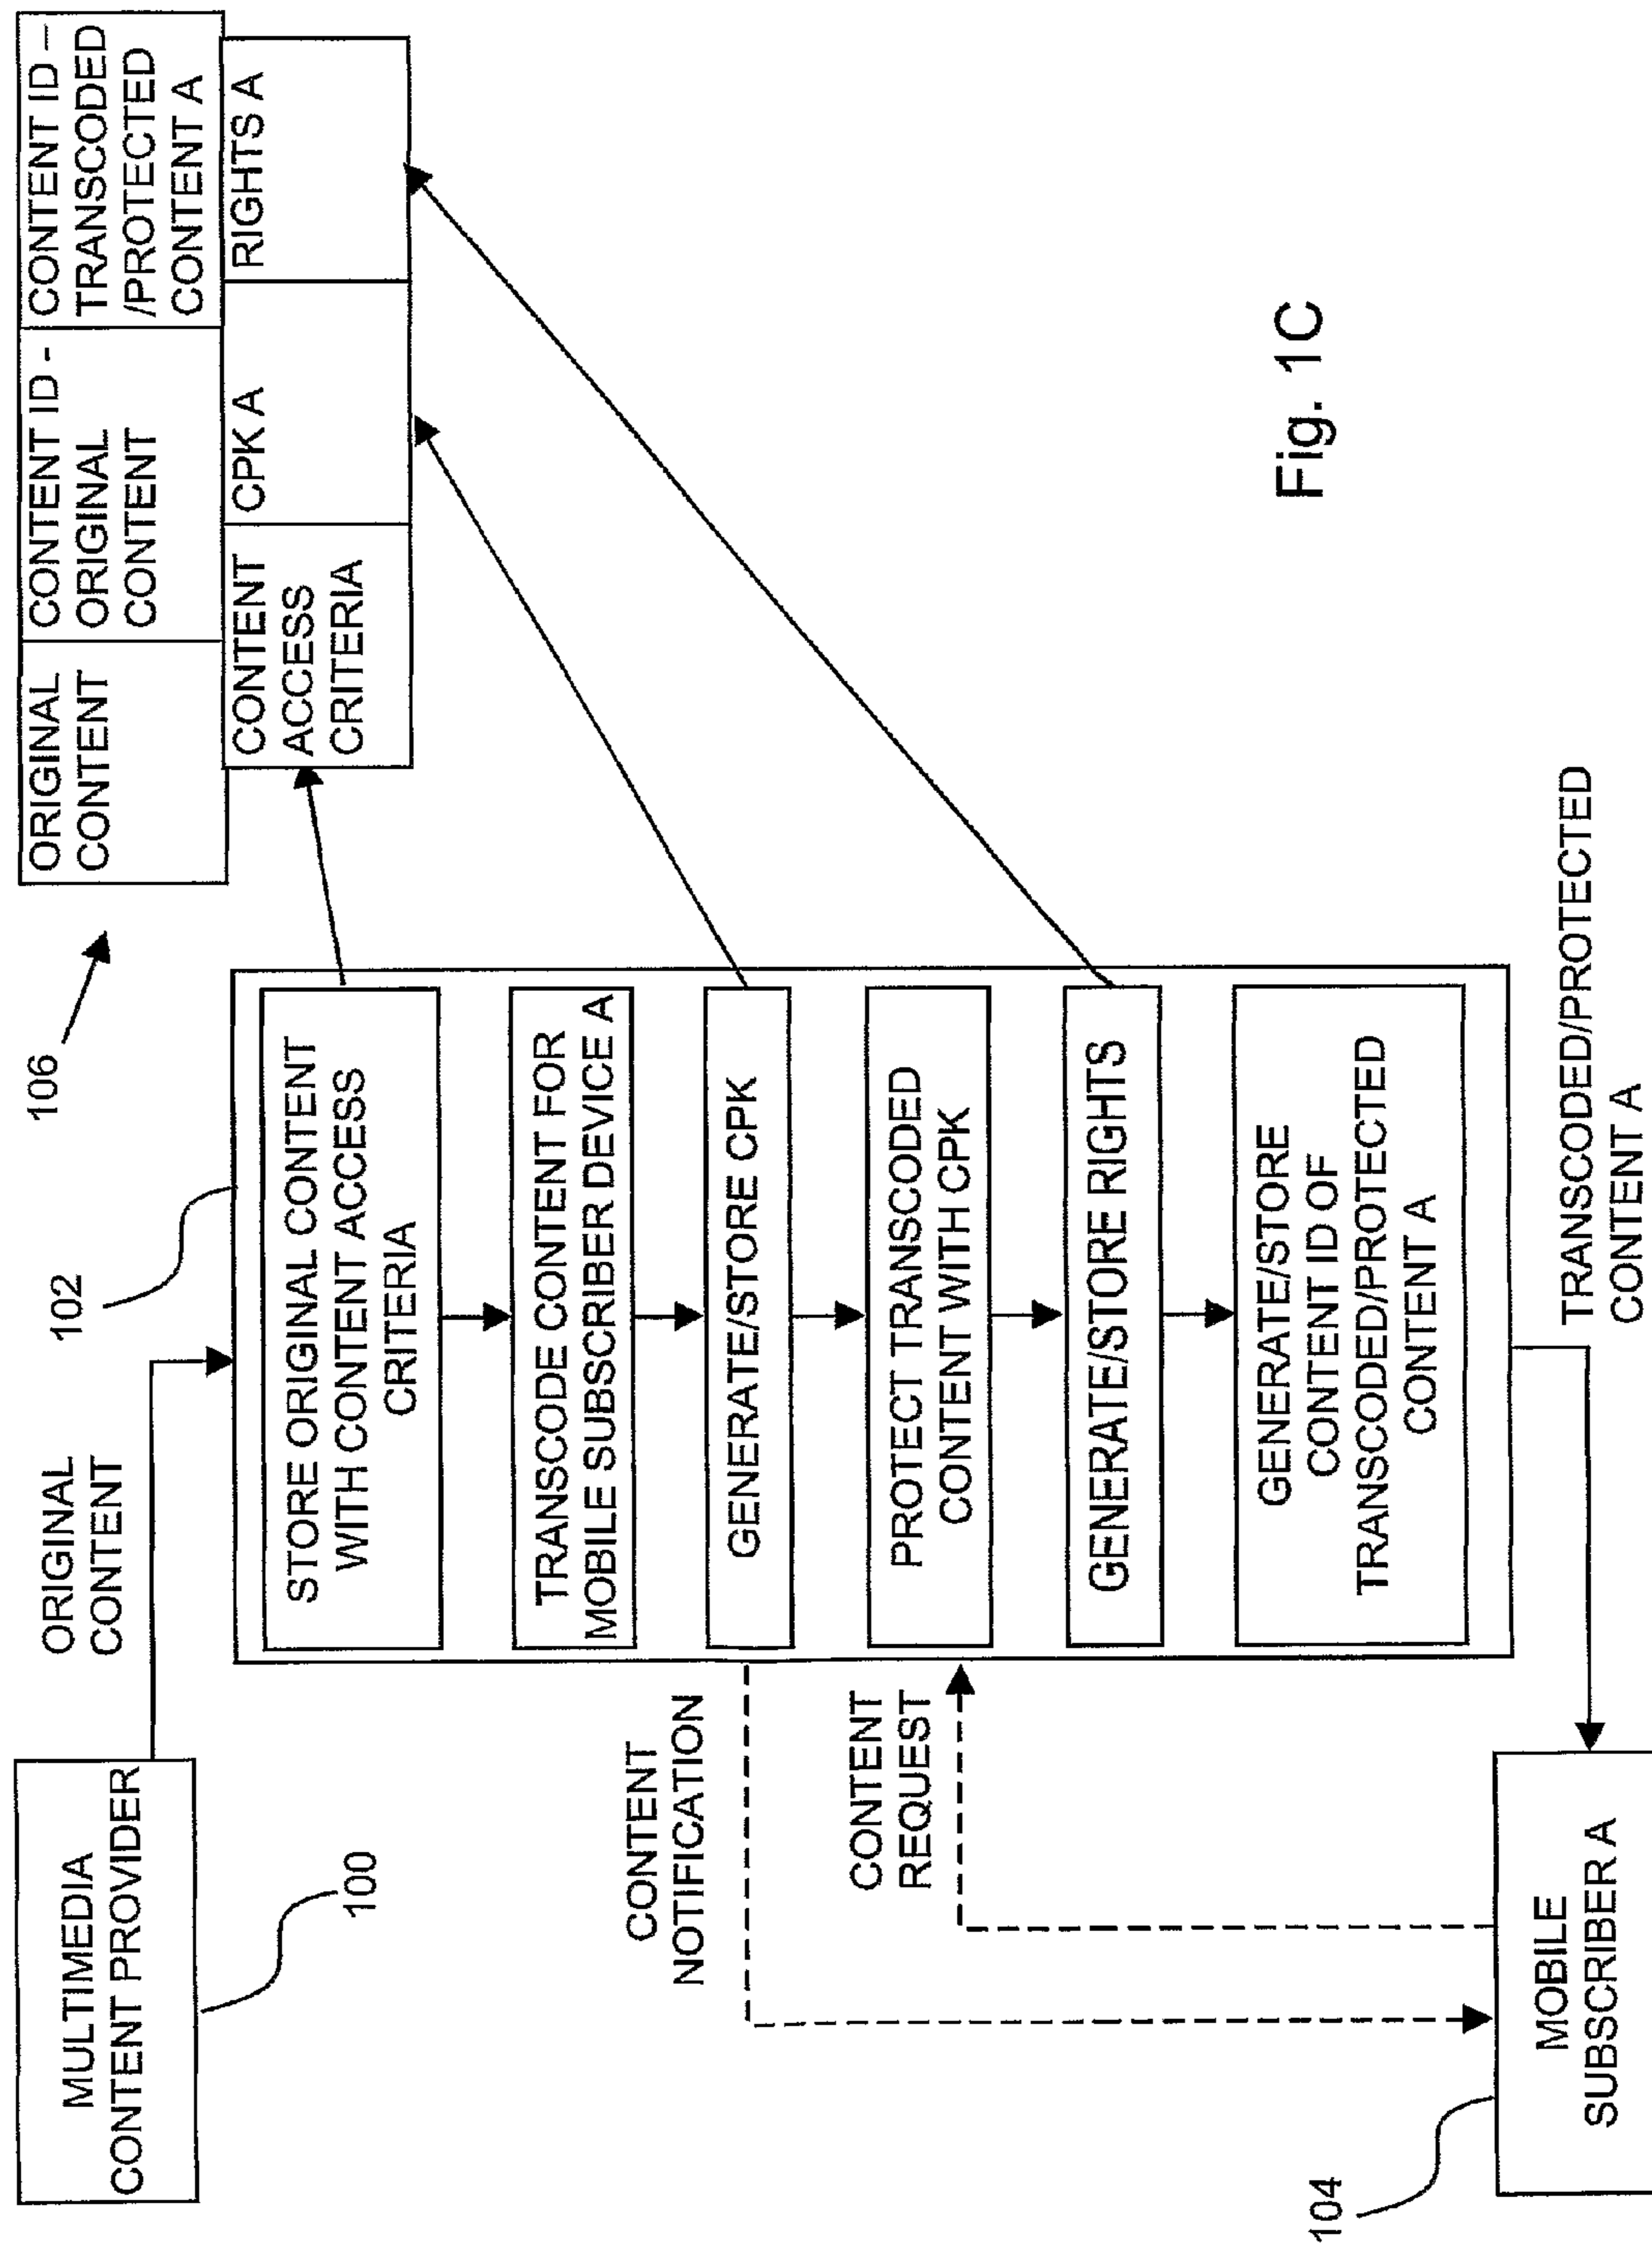 MULTIMEDIA
CONTENT PROVIDER
100
ORIGINAL
CONTENT
102
106
ORIGINAL
CONTENT
CONTENT ID -
ORIGINAL
CONTENT
CONTENT ID –
TRANSCODED
/PROTECTED
CONTENT A
CONTENT
ACCESS
CRITERIA
CPK A
RIGHTS A
STORE ORIGINAL CONTENT
WITH CONTENT ACCESS
CRITERIA
TRANSCODE CONTENT FOR
MOBILE SUBSCRIBER DEVICE A
GENERATE/STORE CPK
PROTECT TRANSCODED
CONTENT WITH CPK
GENERATE/STORE RIGHTS
GENERATE/STORE
CONTENT ID OF
TRANSCODED/PROTECTED
CONTENT A
CONTENT
NOTIFICATION
CONTENT
REQUEST
104
MOBILE
SUBSCRIBER A
TRANSCODED/PROTECTED
CONTENT A
Fig. 1C